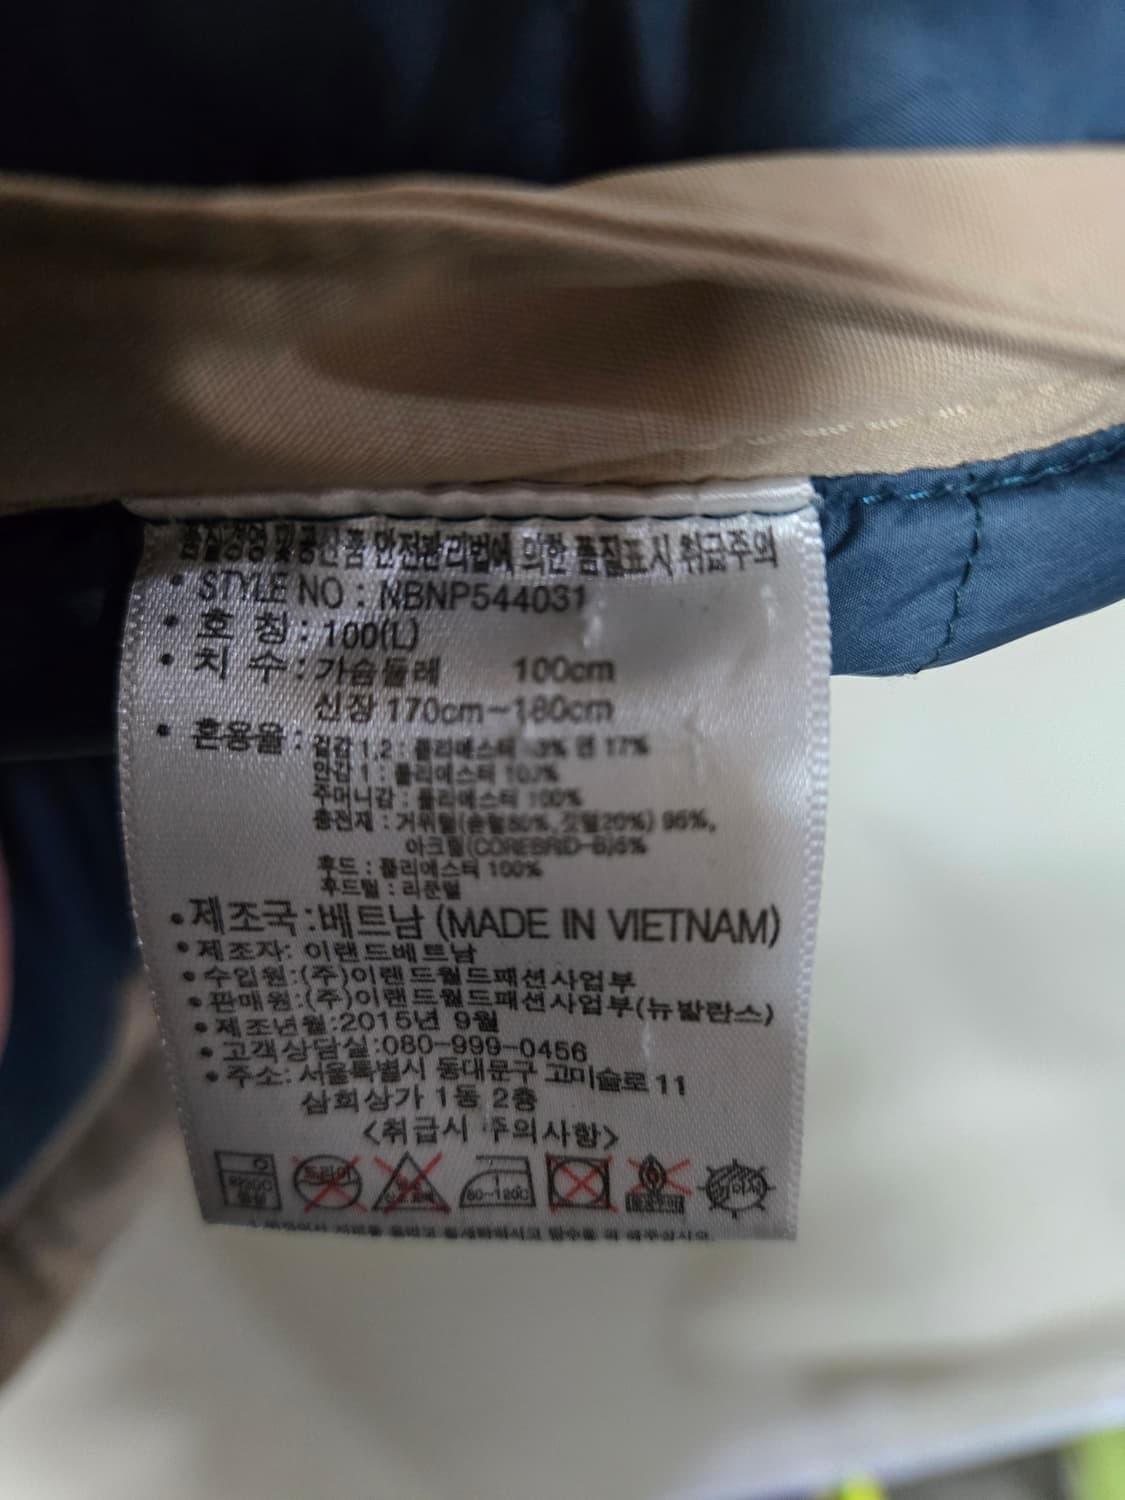 품질경영 및 공산품 안전관리법에 의한 품질표시 취급주의
• STYLE NO : NBNP544031
• 호 칭 : 100(L)
• 치 수 : 가슴둘레 100cm
신장 170cm~180cm
• 혼용율 : 겉감 1,2 : 폴리에스터 3% 면 17%
안감 1 : 폴리에스터 100%
주머니감 : 폴리에스터 100%
충전재 : 거위털(솜털80%,깃털20%) 95%,
아크릴(COREBRID-B)5%
후드 : 폴리에스터 100%
후드털 : 리쿤털
• 제조국 : 베트남 (MADE IN VIETNAM)
• 제조자: 이랜드베트남
• 수입원:(주)이랜드월드패션사업부
• 판매원:(주)이랜드월드패션사업부(뉴발란스)
• 제조년월:2015년 9월
• 고객상담실:080-999-0456
• 주소: 서울특별시 동대문구 고미술로 11
삼희상가 1동 2층
<취급시 주의사항>
드라이 80~120C